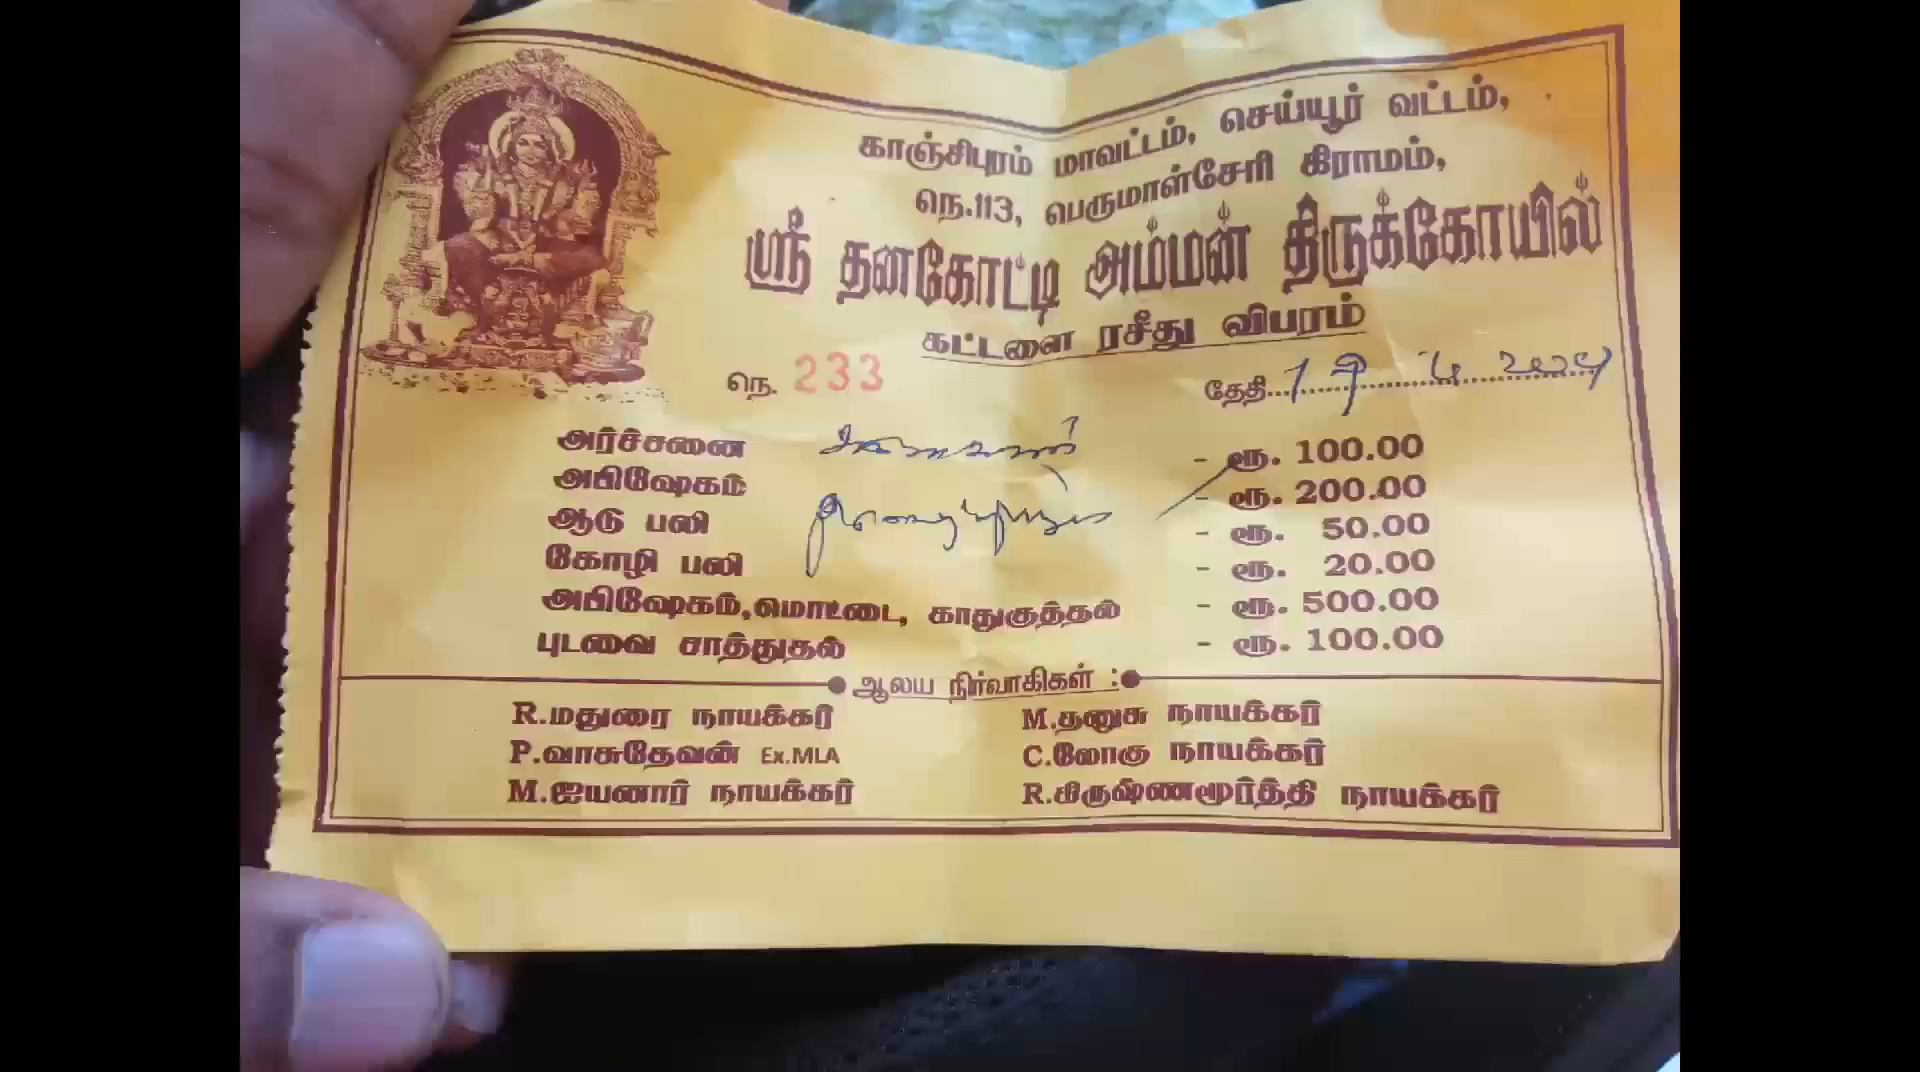 காஞ்சிபுரம் மாவட்டம், செய்யூர் வட்டம்,
நெ.113, பெருமாள்சேரி கிராமம்,
ஸ்ரீ தனகோட்டி அம்மன் திருக்கோயில்
கட்டளை ரசீது விபரம்
நெ. 233
தேதி
அர்ச்சனை - ரூ. 100.00
அபிஷேகம் - ரூ. 200.00
ஆடு பலி - ரூ. 50.00
கோழி பலி - ரூ. 20.00
அபிஷேகம்,மொட்டை, காதுகுத்தல் - ரூ. 500.00
புடவை சாத்துதல் - ரூ. 100.00
ஆலய நிர்வாகிகள் :
R.மதுரை நாயக்கர் M.தனுசு நாயக்கர்
P.வாசுதேவன் Ex.MLA C.லோகு நாயக்கர்
M.ஐயனார் நாயக்கர் R.கிருஷ்ணமூர்த்தி நாயக்கர்